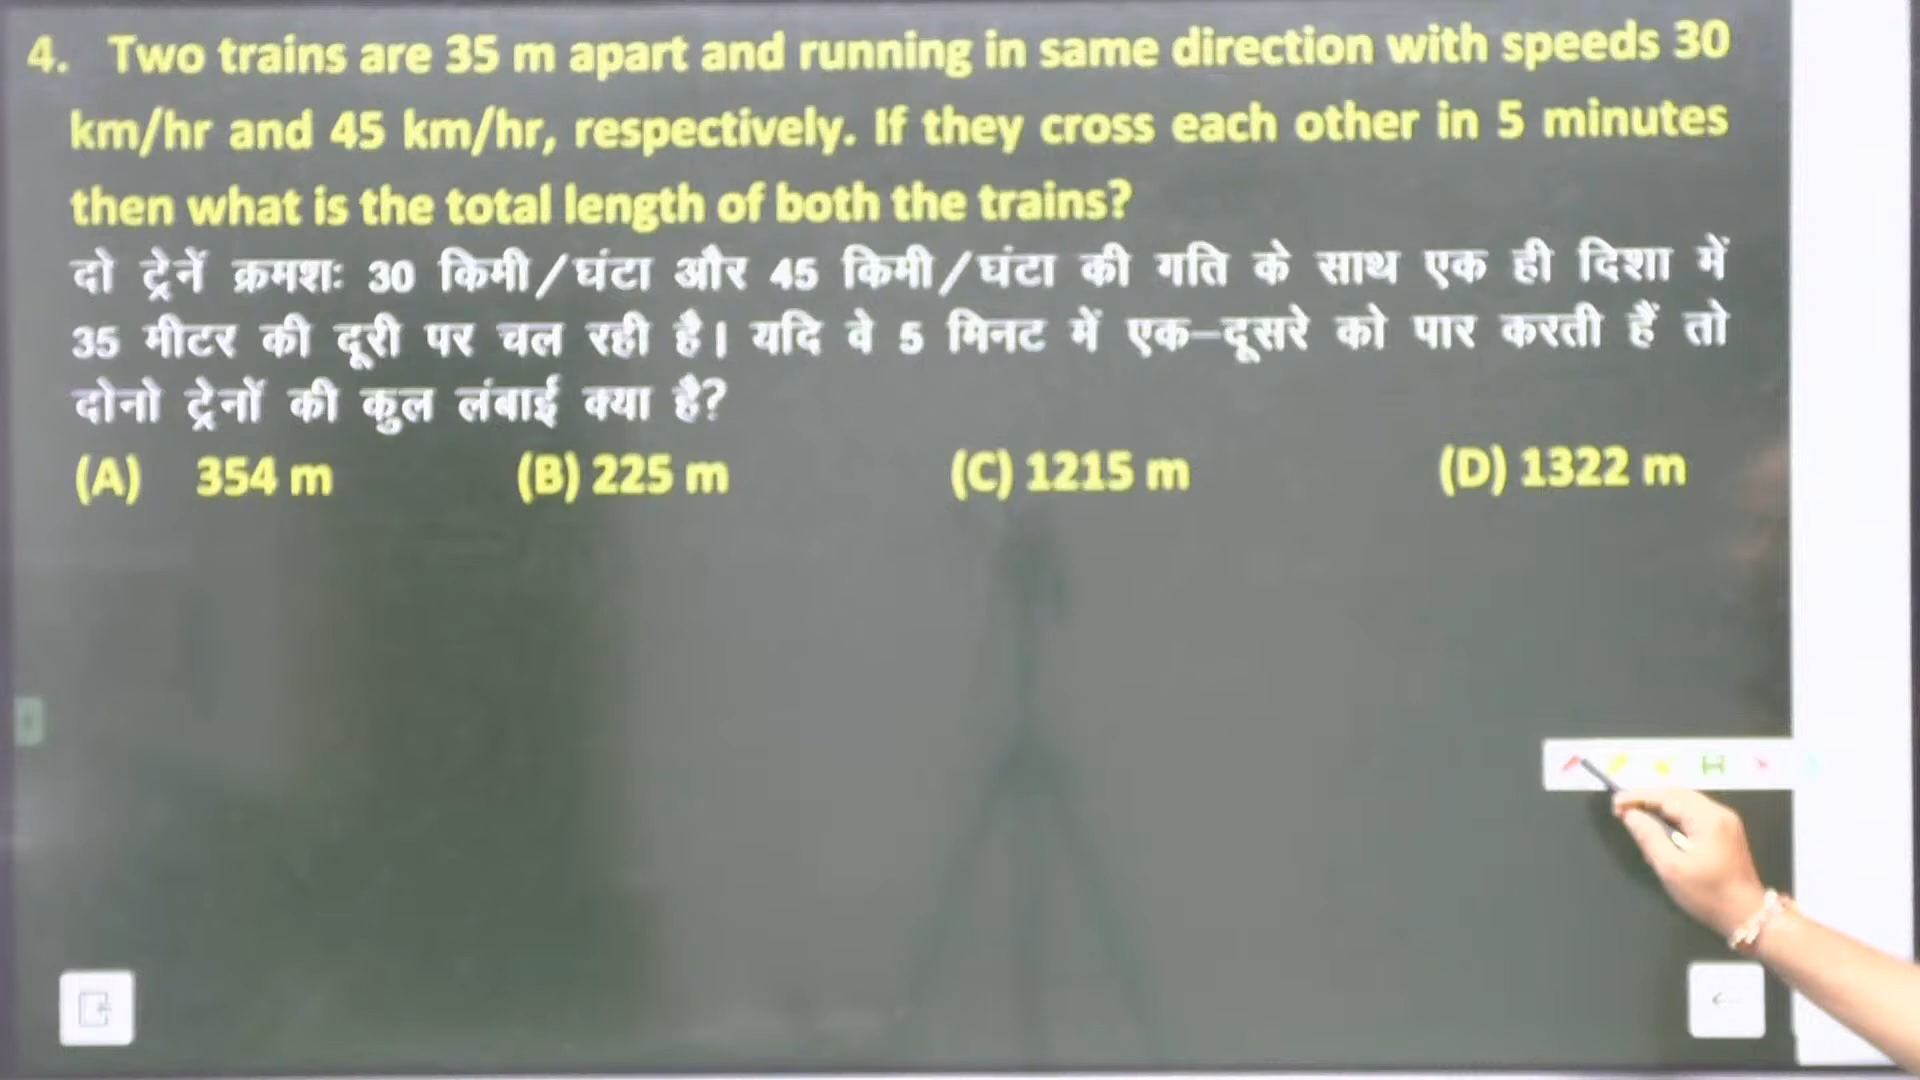 4. Two trains are 35 m apart and running in same direction with speeds 30
km/hr and 45 km/hr, respectively. If they cross each other in 5 minutes
then what is the total length of both the trains?
दो ट्रेनें क्रमशः 30 किमी/घंटा और 45 किमी/घंटा की गति के साथ एक ही दिशा में
35 मीटर की दूरी पर चल रही है। यदि वे 5 मिनट में एक–दूसरे को पार करती हैं तो
दोनो ट्रेनों की कुल लंबाई क्या है?
(A) 354 m (B) 225 m (C) 1215 m (D) 1322 m